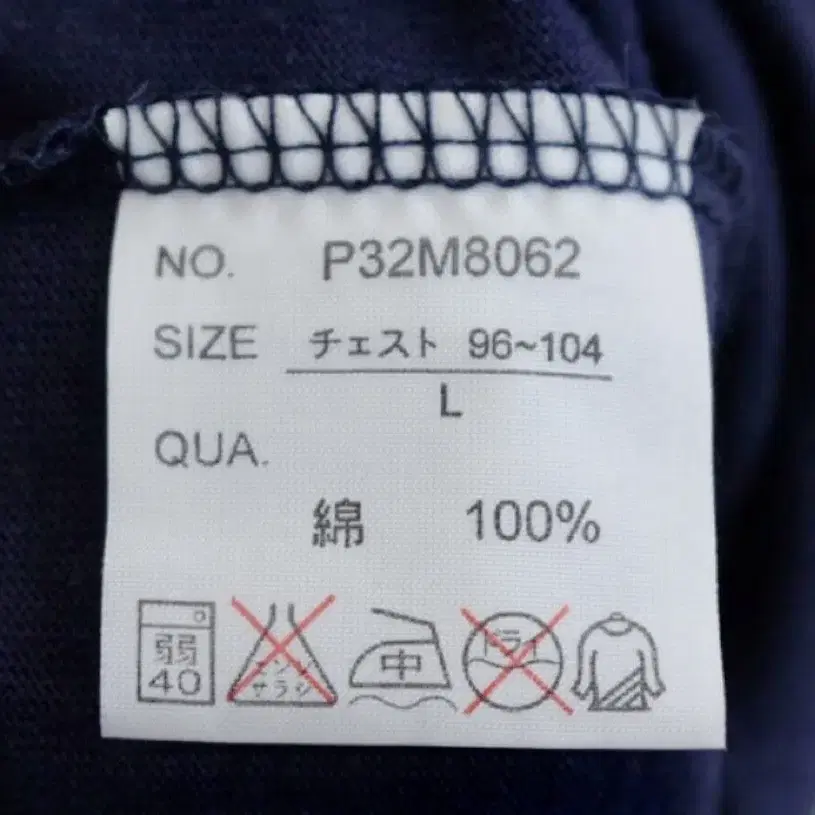 NO. P32M8062
SIZE チェスト 96~104
L
QUA.
綿 100%
弱 エンソ 中 ドライ
40 サラシ